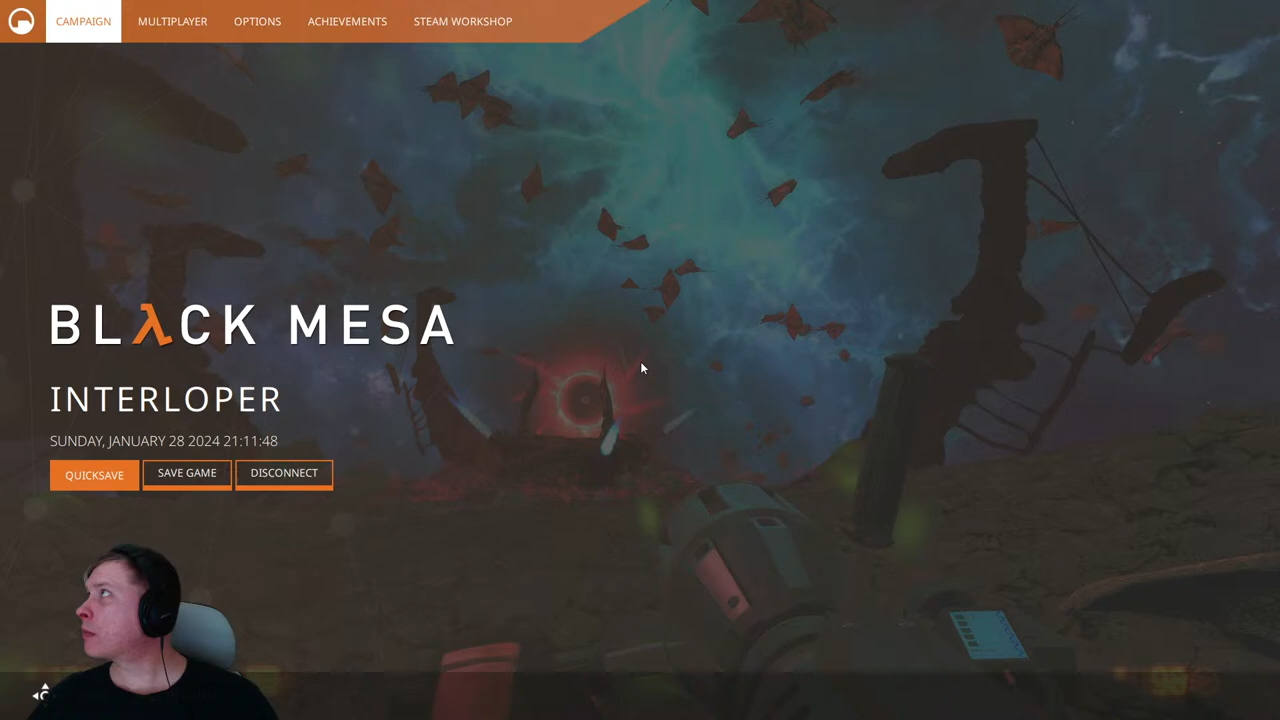 CAMPAIGN MULTIPLAYER OPTIONS ACHIEVEMENTS STEAM WORKSHOP
BLλCK MESA
INTERLOPER
SUNDAY, JANUARY 28 2024 21:11:48
QUICKSAVE SAVE GAME DISCONNECT